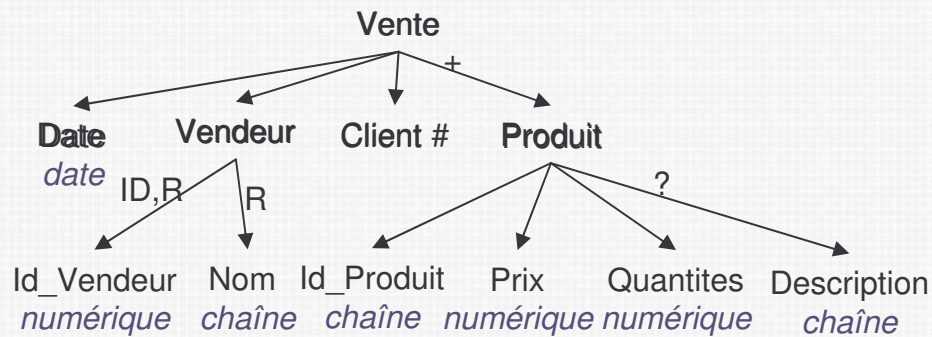 Vente
+
Date Vendeur Client # Produit
date
ID,R R ?
Id_Vendeur Nom Id_Produit Prix Quantites Description
numérique chaîne chaîne numérique numérique chaîne